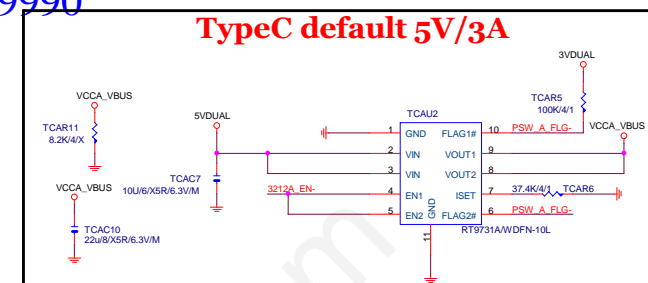 9990
TypeC default 5V/3A
3VDUAL
VCCA_VBUS
TCAR11
8.2K/4/X
5VDUAL
TCAU2
TCAR5
100K/4/1
VCCA_VBUS
1 GND FLAG1# 10 PSW_A_FLG-
2 VIN VOUT1 9
3 VIN VOUT2 8
3212A_EN- 4 EN1 ISET 7 37.4K/4/1 TCAR6
5 EN2 GND FLAG2# 6 PSW_A_FLG-
11
RT9731A/WDFN-10L
TCAC7
10U/6/X5R/6.3V/M
VCCA_VBUS
TCAC10
22u/8/X5R/6.3V/M